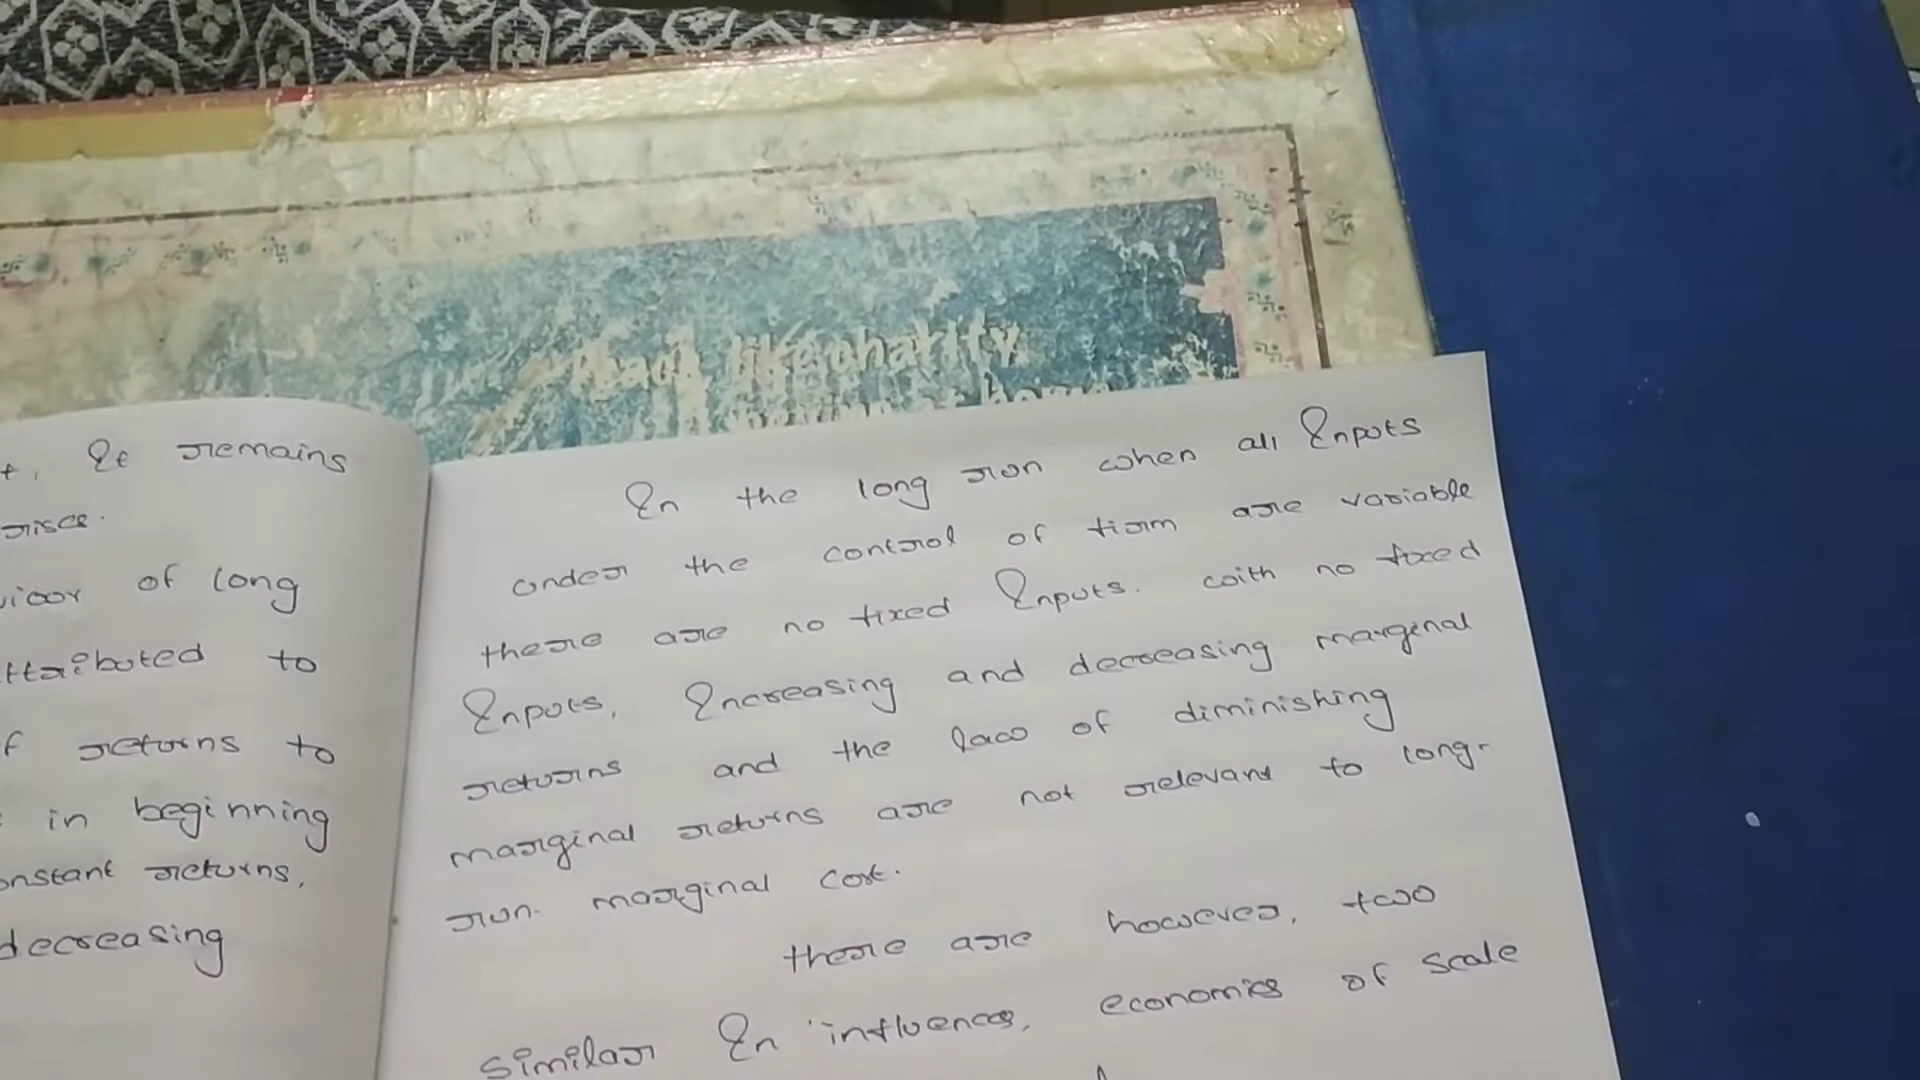 like charity
It remains
of long
to
returns to
in beginning
returns,
decreasing
In the long run when all Inputs
under the control of firm are variable
there are no fixed Inputs. with no fixed
Inputs, Increasing and decreasing marginal
returns and the law of diminishing
marginal returns are not relevant to long-
run. marginal cost.
there are however, two
similar In influences, economies of scale